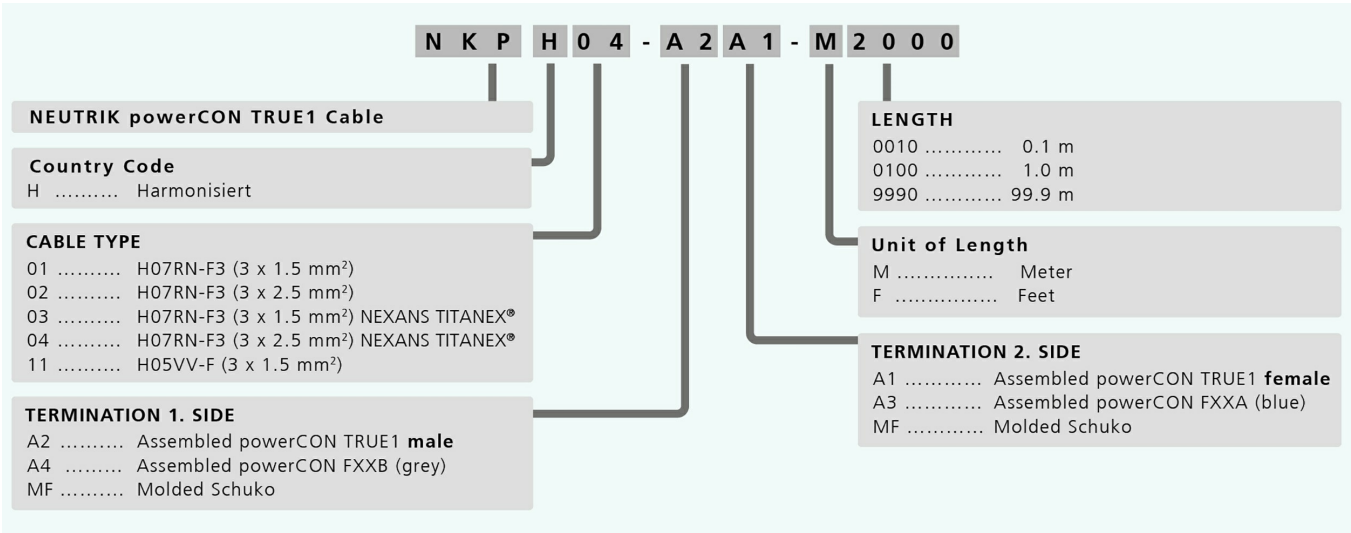 N K P H 0 4 - A 2 A 1 - M 2 0 0 0
NEUTRIK powerCON TRUE1 Cable
Country Code
H .......... Harmonisiert
CABLE TYPE
01 .......... H07RN-F3 (3 x 1.5 mm²)
02 .......... H07RN-F3 (3 x 2.5 mm²)
03 .......... H07RN-F3 (3 x 1.5 mm²) NEXANS TITANEX®
04 .......... H07RN-F3 (3 x 2.5 mm²) NEXANS TITANEX®
11 .......... H05VV-F (3 x 1.5 mm²)
TERMINATION 1. SIDE
A2 .......... Assembled powerCON TRUE1 male
A4 ......... Assembled powerCON FXXB (grey)
MF .......... Molded Schuko
LENGTH
0010 ............ 0.1 m
0100 ............ 1.0 m
9990 ............ 99.9 m
Unit of Length
M ............... Meter
F ................ Feet
TERMINATION 2. SIDE
A1 ............ Assembled powerCON TRUE1 female
A3 ............ Assembled powerCON FXXA (blue)
MF ............ Molded Schuko